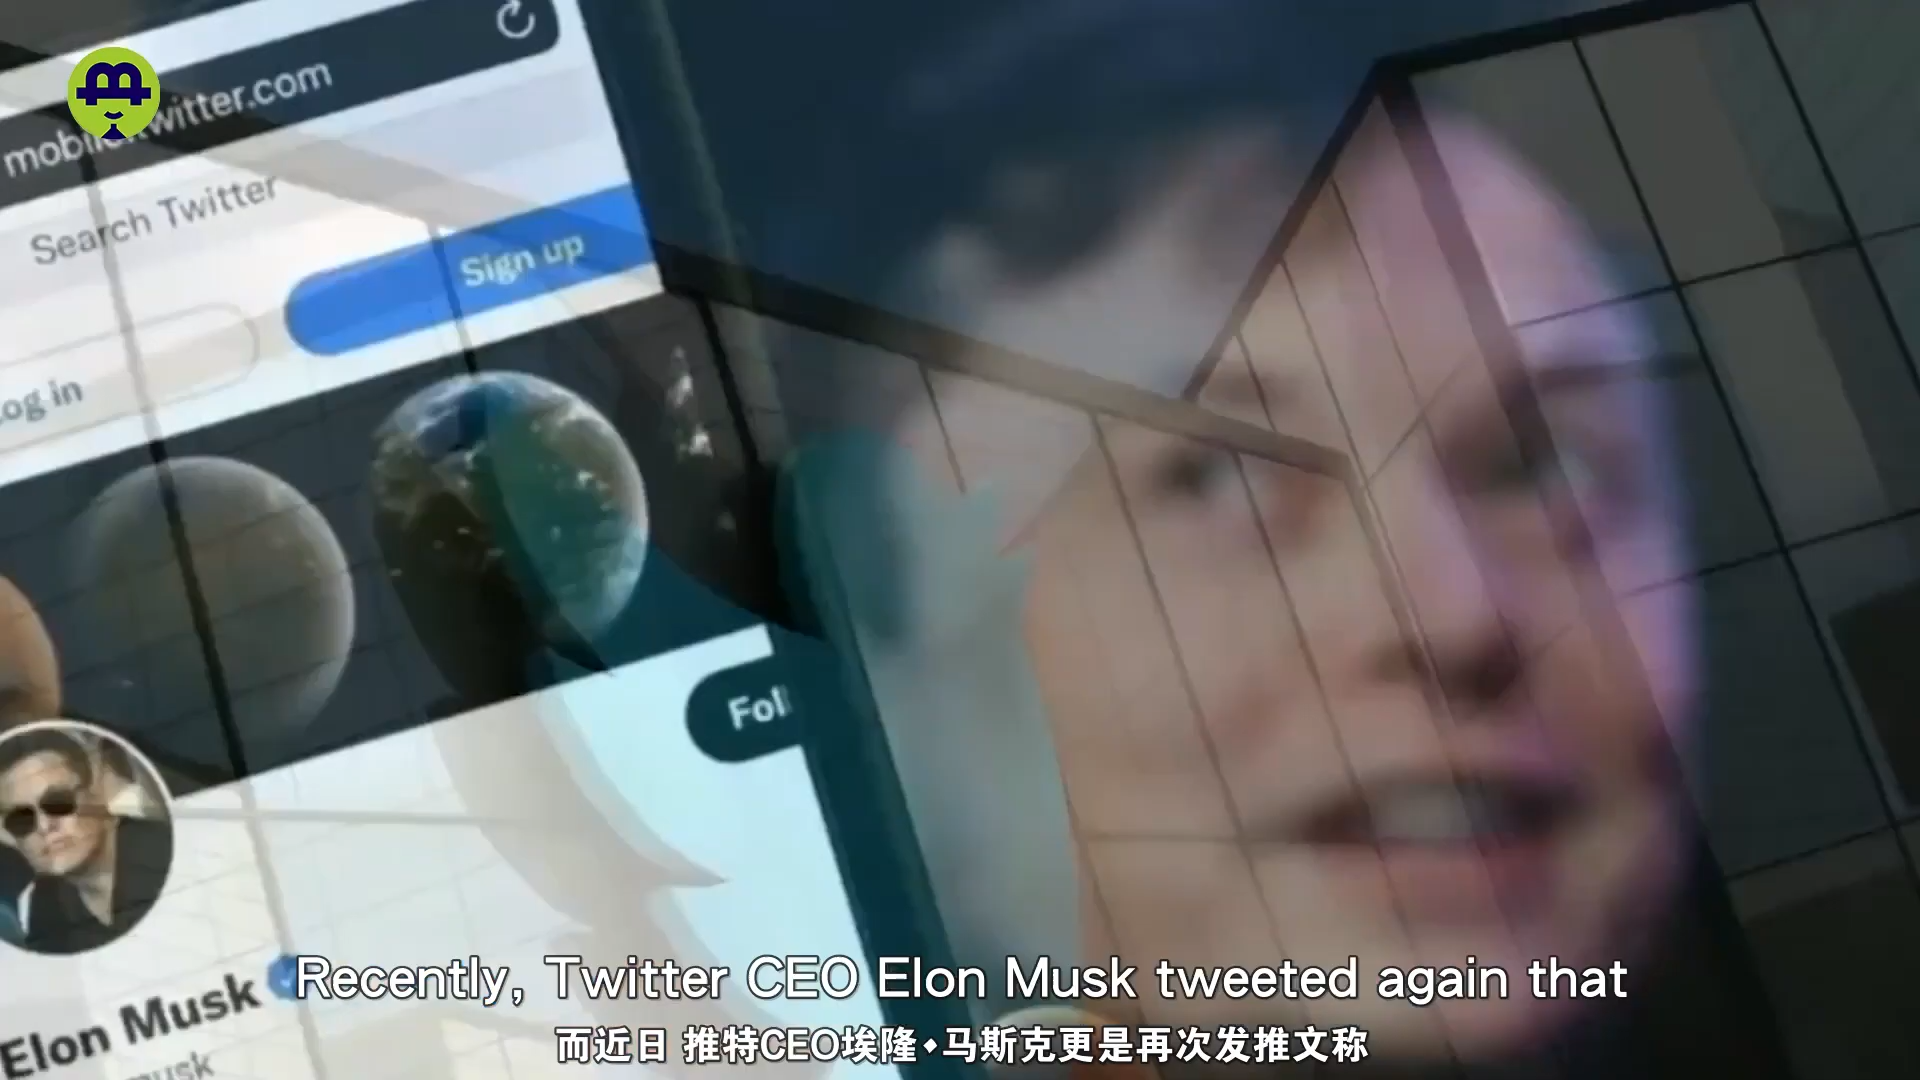 mobile.twitter.com
Search Twitter
Sign up
Log in
Foll
Elon Musk
musk
Recently, Twitter CEO Elon Musk tweeted again that
而近日 推特CEO埃隆·马斯克更是再次发推文称